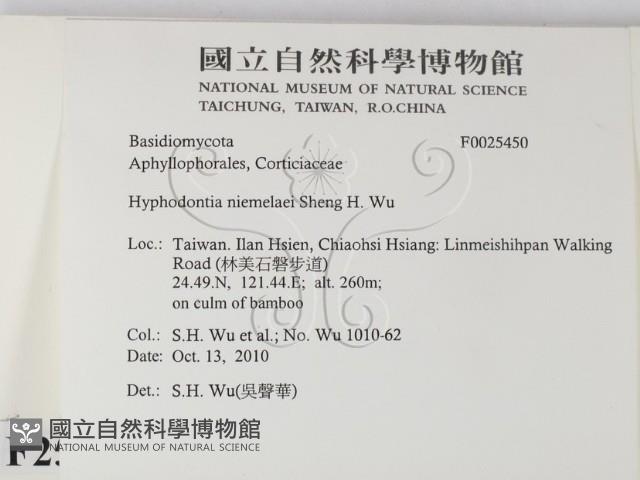 國立自然科學博物館
NATIONAL MUSEUM OF NATURAL SCIENCE
TAICHUNG, TAIWAN, R.O.CHINA
Basidiomycota F0025450
Aphyllophorales, Corticiaceae
Hyphodontia niemelaei Sheng H. Wu
Loc.: Taiwan. Ilan Hsien, Chiaohsi Hsiang: Linmeishihpan Walking
Road (林美石磐步道)
24.49.N, 121.44.E; alt. 260m;
on culm of bamboo
Col.: S.H. Wu et al.; No. Wu 1010-62
Date: Oct. 13, 2010
Det.: S.H. Wu(吳聲華)
國立自然科學博物館
NATIONAL MUSEUM OF NATURAL SCIENCE